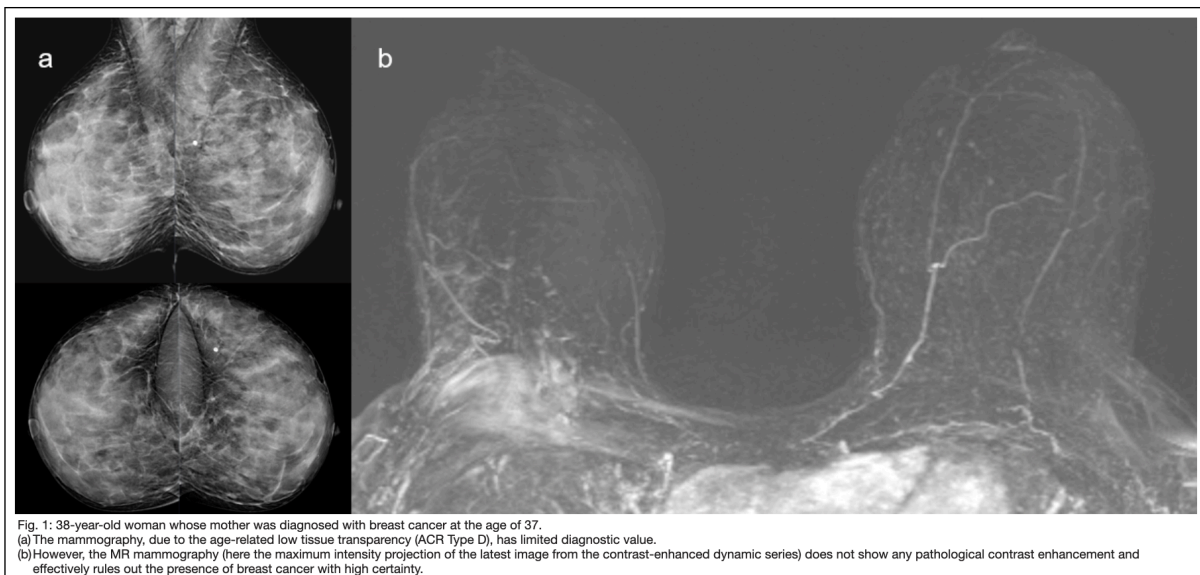 a
b
Fig. 1: 38-year-old woman whose mother was diagnosed with breast cancer at the age of 37.
(a) The mammography, due to the age-related low tissue transparency (ACR Type D), has limited diagnostic value.
(b) However, the MR mammography (here the maximum intensity projection of the latest image from the contrast-enhanced dynamic series) does not show any pathological contrast enhancement and
effectively rules out the presence of breast cancer with high certainty.